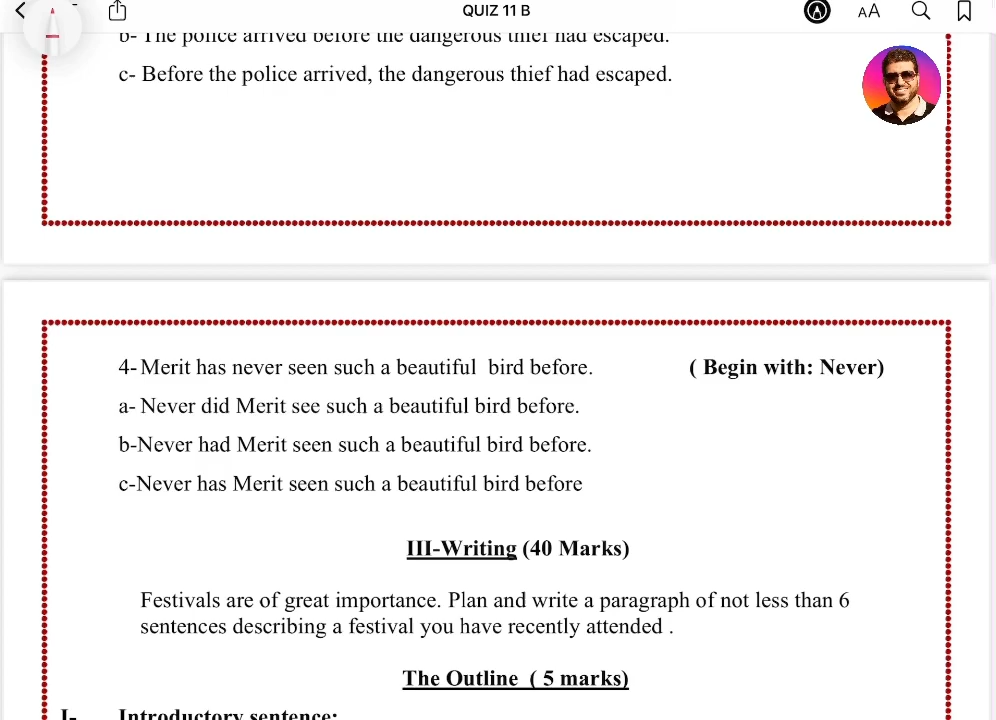 QUIZ 11 B
AA
b- The police arrived before the dangerous thief had escaped.
c- Before the police arrived, the dangerous thief had escaped.
4- Merit has never seen such a beautiful bird before. ( Begin with: Never)
a- Never did Merit see such a beautiful bird before.
b-Never had Merit seen such a beautiful bird before.
c-Never has Merit seen such a beautiful bird before
III-Writing (40 Marks)
Festivals are of great importance. Plan and write a paragraph of not less than 6
sentences describing a festival you have recently attended .
The Outline ( 5 marks)
I- Introductory sentence: